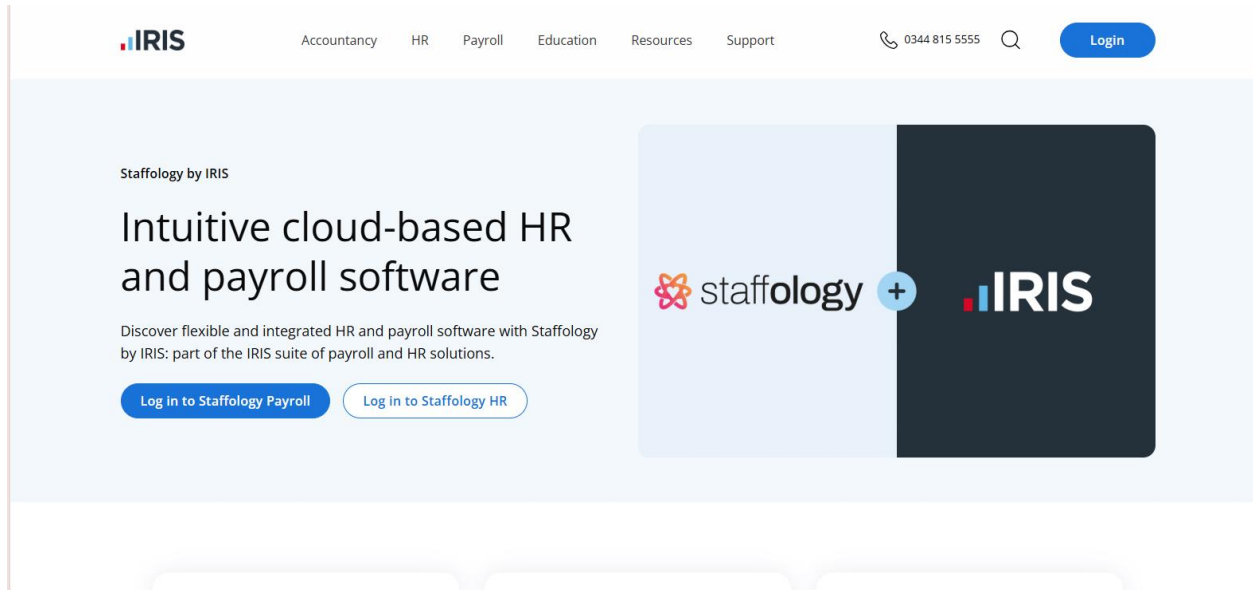 IRIS
Accountancy HR Payroll Education Resources Support 0344 815 5555 Login
Staffology by IRIS
Intuitive cloud-based HR
and payroll software
Discover flexible and integrated HR and payroll software with Staffology
by IRIS: part of the IRIS suite of payroll and HR solutions.
Log in to Staffology Payroll Log in to Staffology HR
staffology + IRIS